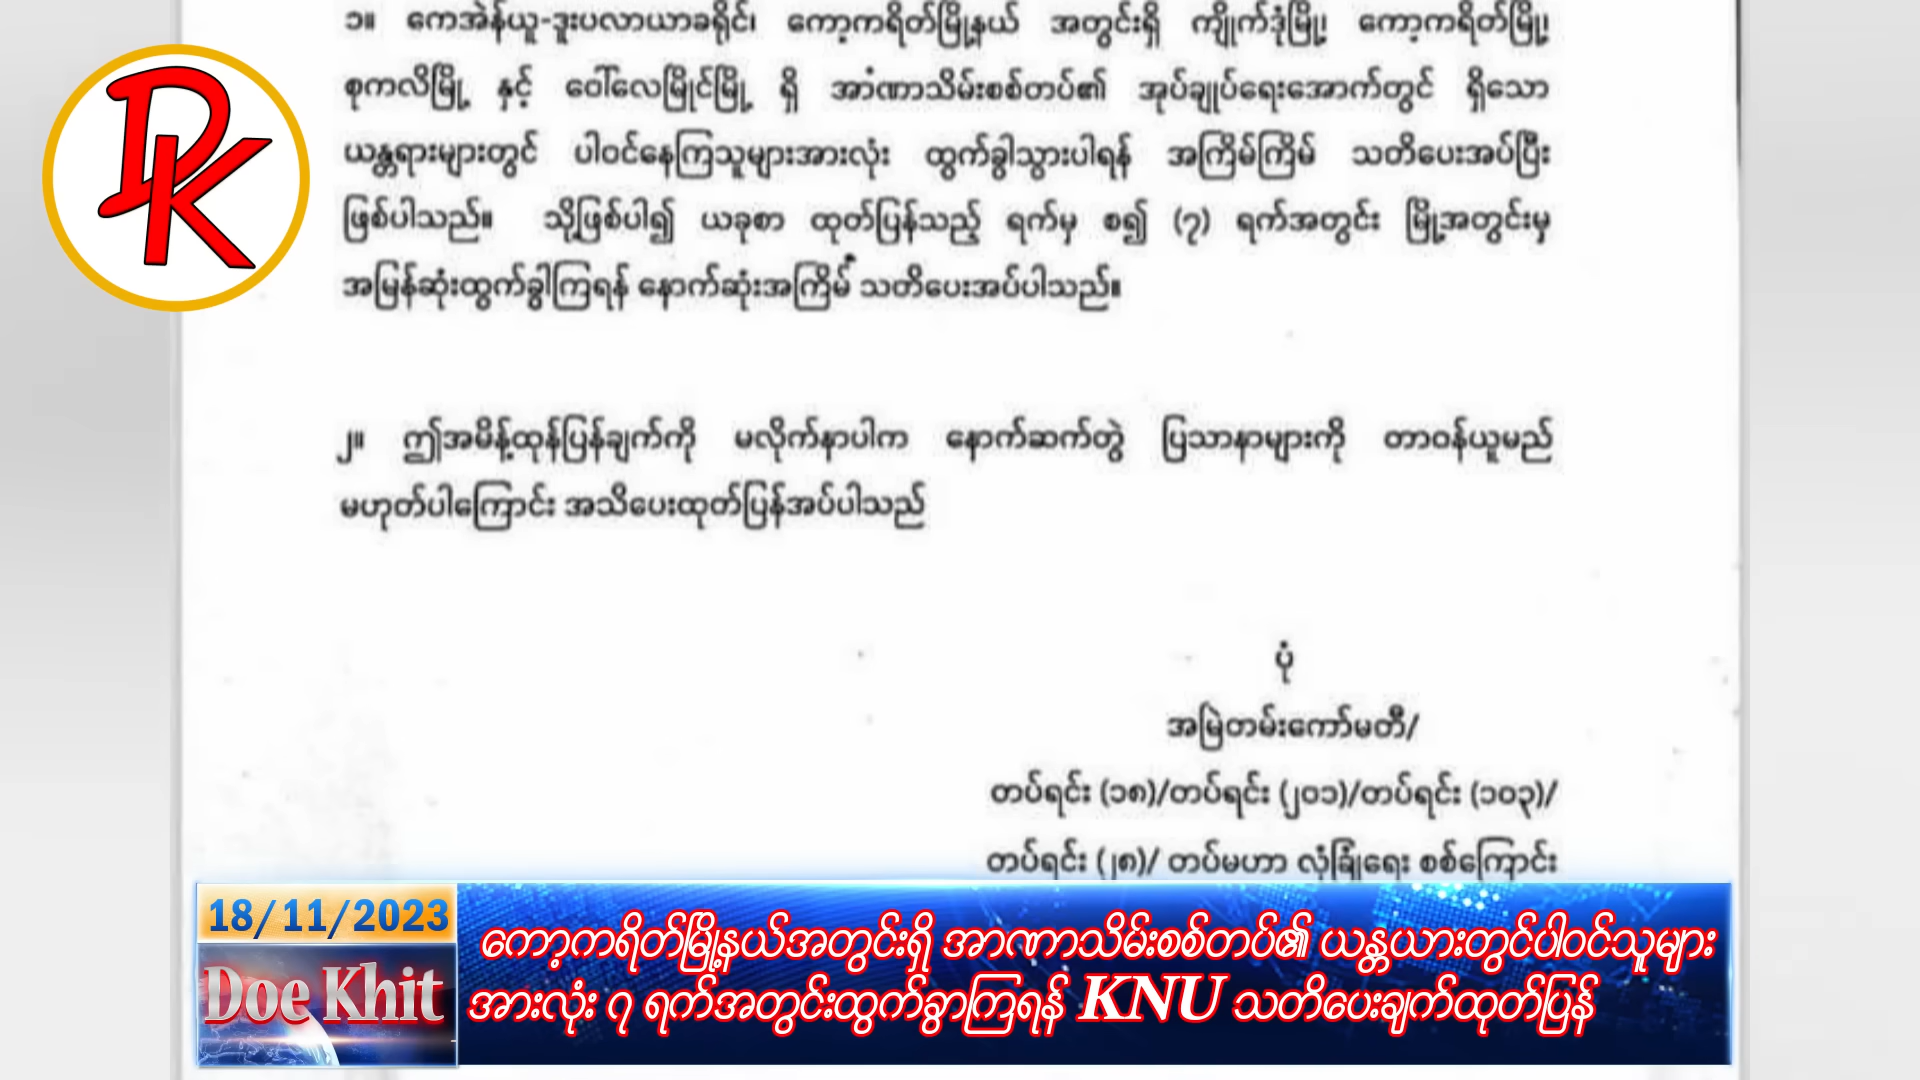 ၁။ ကေအဲန်ယူ-ဒူးပလာယာခရိုင်၊ ကော့ကရိတ်မြို့နယ် အတွင်းရှိ ကျိုက်ဒုံမြို့၊ ကော့ကရိတ်မြို့၊
စုကလိမြို့ နှင့် ဝေါ်လေမြိုင်မြို့ ရှိ အာဏာသိမ်းစစ်တပ်၏ အုပ်ချုပ်ရေးအောက်တွင် ရှိသော
ယန္တရားများတွင် ပါဝင်နေကြသူများအားလုံး ထွက်ခွါသွားပါရန် အကြိမ်ကြိမ် သတိပေးအပ်ပြီး
ဖြစ်ပါသည်။ သို့ဖြစ်ပါ၍ ယခုစာ ထုတ်ပြန်သည့် ရက်မှ စ၍ (၇) ရက်အတွင်း မြို့အတွင်းမှ
အမြန်ဆုံးထွက်ခွါကြရန် နောက်ဆုံးအကြိမ် သတိပေးအပ်ပါသည်။
၂။ ဤအမိန့်ထုန်ပြန်ချက်ကို မလိုက်နာပါက နောက်ဆက်တွဲ ပြသာနာများကို တာဝန်ယူမည်
မဟုတ်ပါကြောင်း အသိပေးထုတ်ပြန်အပ်ပါသည်
ပုံ
အမြဲတမ်းကော်မတီ/
တပ်ရင်း (၁၈)/တပ်ရင်း (၂၀၁)/တပ်ရင်း (၁၀၃)/
တပ်ရင်း (၂၈)/ တပ်မဟာ လုံခြုံရေး စစ်ကြောင်း
DK
18/11/2023
Doe Khit
ကော့ကရိတ်မြို့နယ်အတွင်းရှိ အာဏာသိမ်းစစ်တပ်၏ ယန္တယားတွင်ပါဝင်သူများ
အားလုံး ၇ ရက်အတွင်းထွက်ခွာကြရန် KNU သတိပေးချက်ထုတ်ပြန်